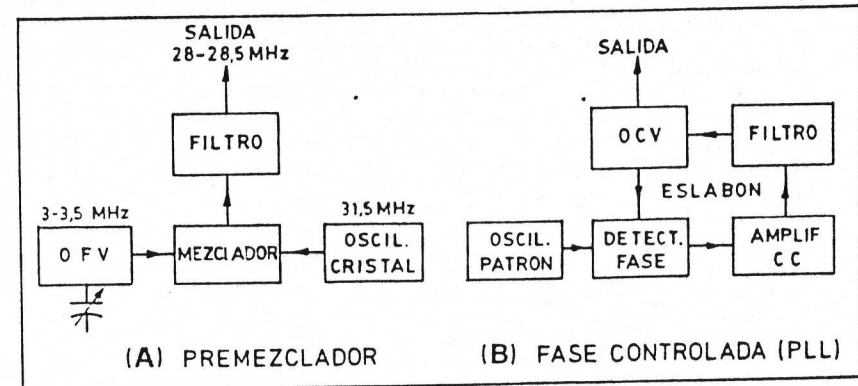 SALIDA
28-28,5 MHz
FILTRO
3-3,5 MHz
OFV
MEZCLADOR
31,5 MHz
OSCIL.
CRISTAL
(A) PREMEZCLADOR
SALIDA
OCV
FILTRO
ESLABON
OSCIL.
PATRON
DETECT.
FASE
AMPLIF
CC
(B) FASE CONTROLADA (PLL)